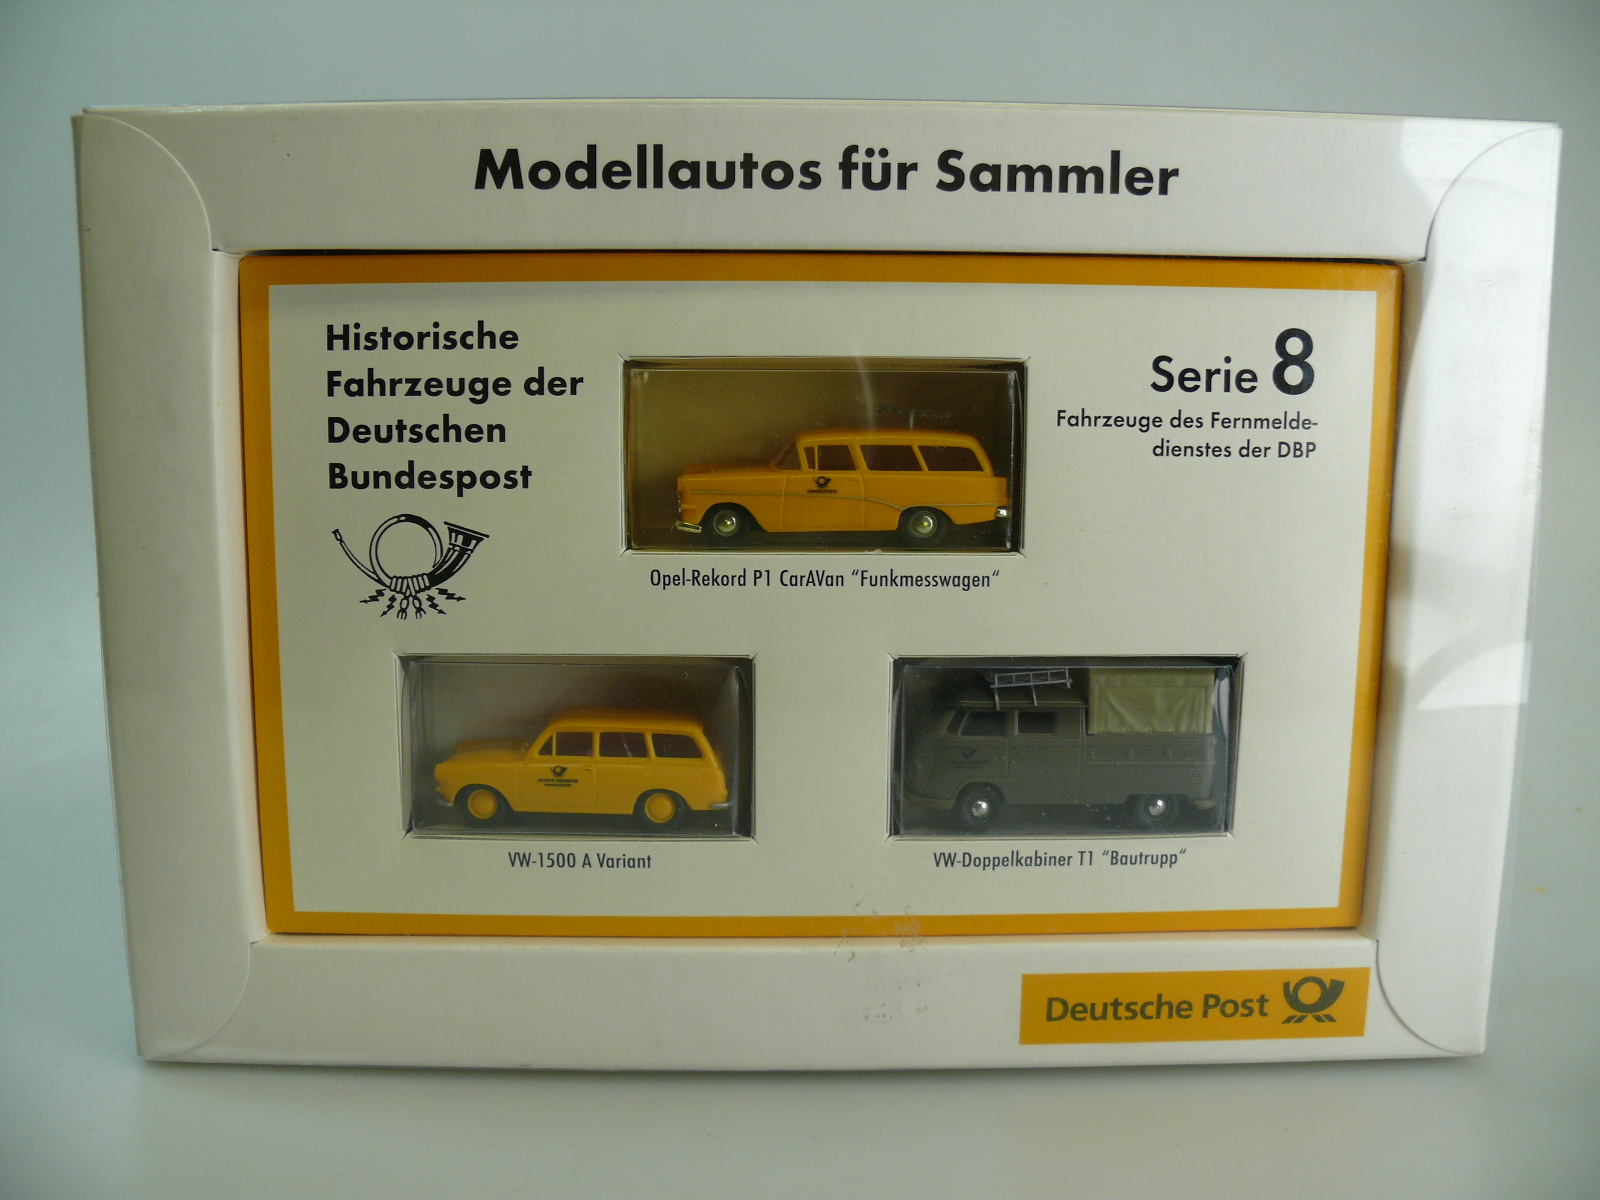 Modellautos für Sammler
Historische
Fahrzeuge der
Deutschen
Bundespost
Serie 8
Fahrzeuge des Fernmelde-
dienstes der DBP
Opel-Rekord P1 CarAVan “Funkmesswagen“
VW-1500 A Variant
VW-Doppelkabiner T1 “Bautrupp“
Deutsche Post